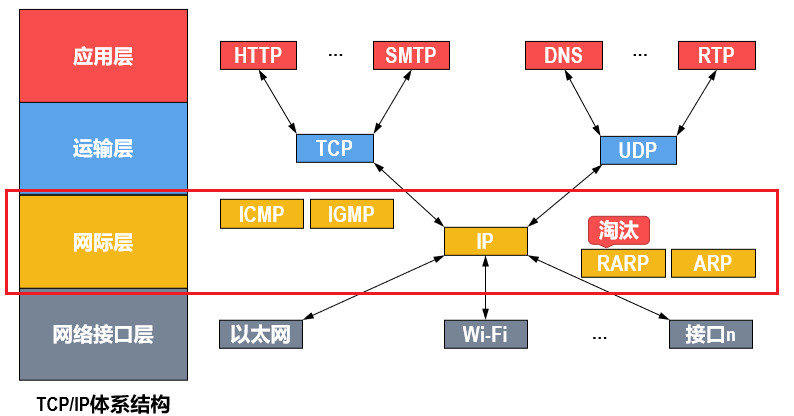 应用层
HTTP ... SMTP DNS ... RTP
运输层
TCP UDP
网际层
ICMP IGMP IP 淘汰
RARP ARP
网络接口层
以太网 Wi-Fi ... 接口n
TCP/IP体系结构